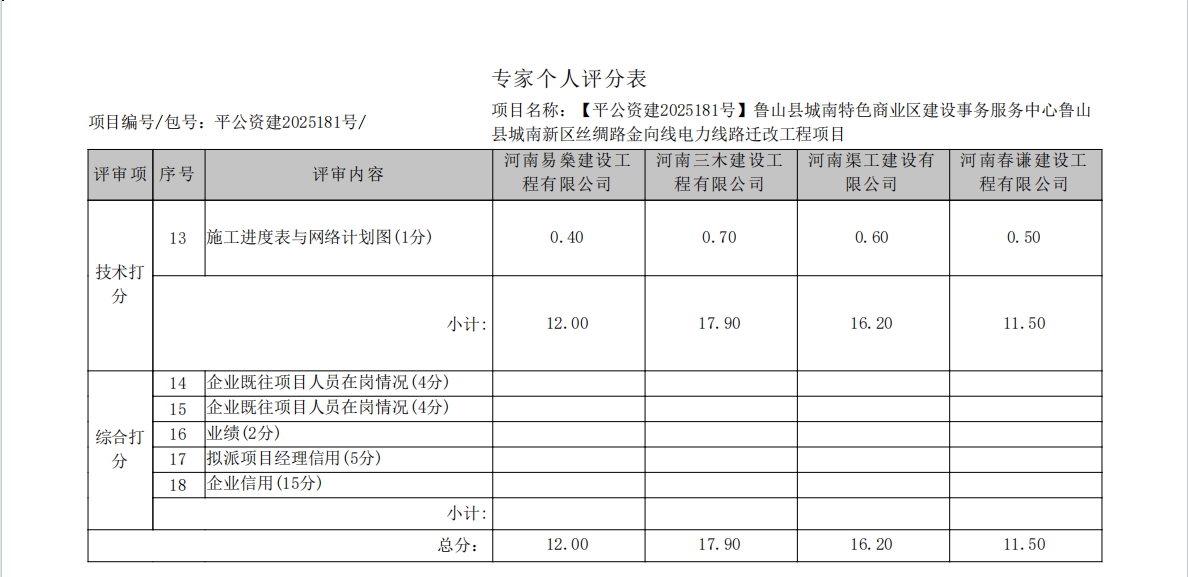 专家个人评分表
项目编号/包号：平公资建2025181号/
项目名称：【平公资建2025181号】鲁山县城南特色商业区建设事务服务中心鲁山
县城南新区丝绸路金向线电力线路迁改工程项目
评审项 序号 评审内容 河南易燊建设工程有限公司 河南三木建设工程有限公司 河南渠工建设有限公司 河南春谦建设工程有限公司
技术打分
13 施工进度表与网络计划图(1分) 0.40 0.70 0.60 0.50
小计: 12.00 17.90 16.20 11.50
综合打分
14 企业既往项目人员在岗情况(4分)
15 企业既往项目人员在岗情况(4分)
16 业绩(2分)
17 拟派项目经理信用(5分)
18 企业信用(15分)
小计:
总分： 12.00 17.90 16.20 11.50